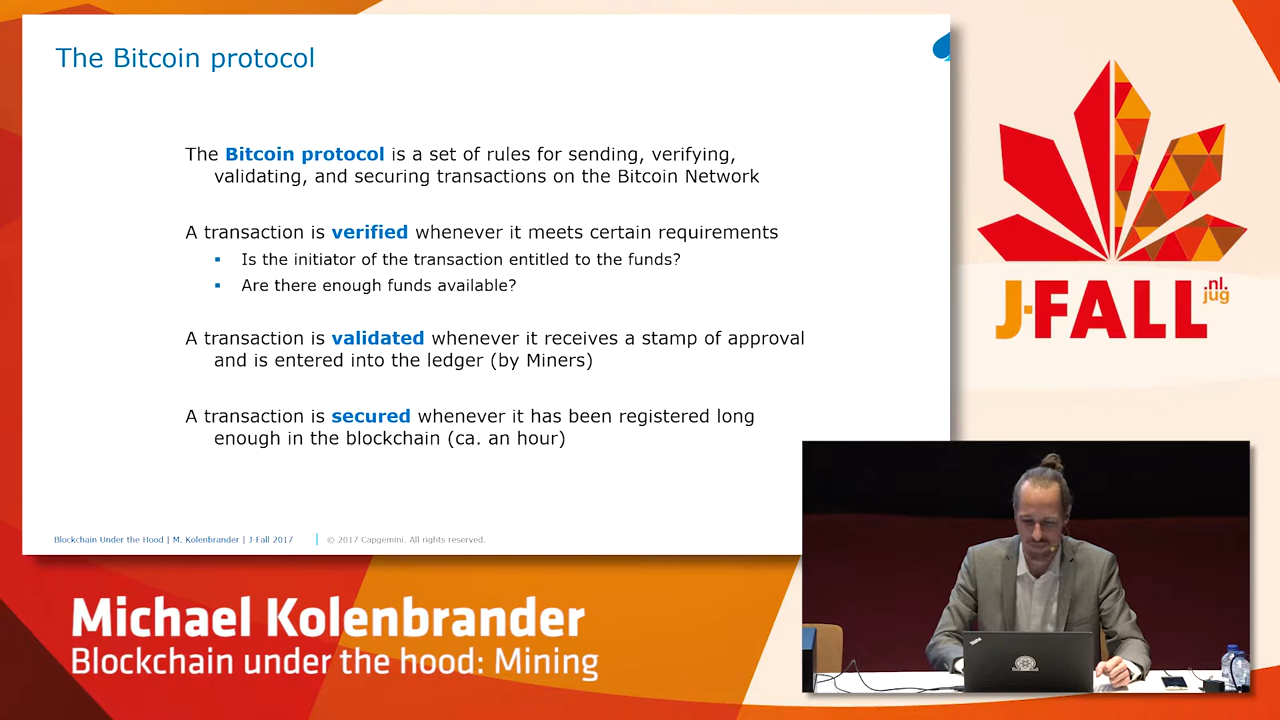 The Bitcoin protocol
The Bitcoin protocol is a set of rules for sending, verifying,
validating, and securing transactions on the Bitcoin Network
A transaction is verified whenever it meets certain requirements
▪ Is the initiator of the transaction entitled to the funds?
▪ Are there enough funds available?
A transaction is validated whenever it receives a stamp of approval
and is entered into the ledger (by Miners)
A transaction is secured whenever it has been registered long
enough in the blockchain (ca. an hour)
Blockchain Under the Hood | M. Kolenbrander | J-Fall 2017 | © 2017 Capgemini. All rights reserved.
J-FALL
.nl.
jug
Michael Kolenbrander
Blockchain under the hood: Mining